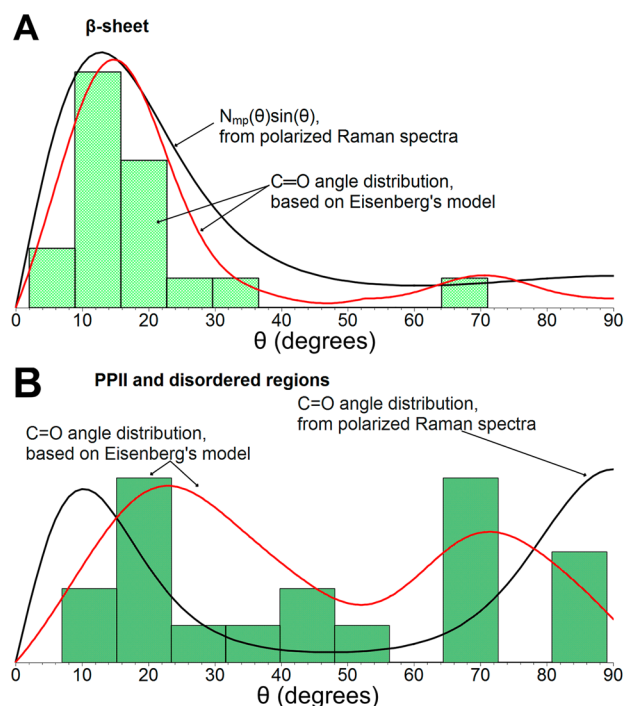 A
β-sheet
Nmp(θ)sin(θ),
from polarized Raman spectra
C=O angle distribution,
based on Eisenberg's model
0 10 20 30 40 50 60 70 80 90
θ (degrees)
B
PPII and disordered regions
C=O angle distribution,
from polarized Raman spectra
C=O angle distribution,
based on Eisenberg's model
0 10 20 30 40 50 60 70 80 90
θ (degrees)